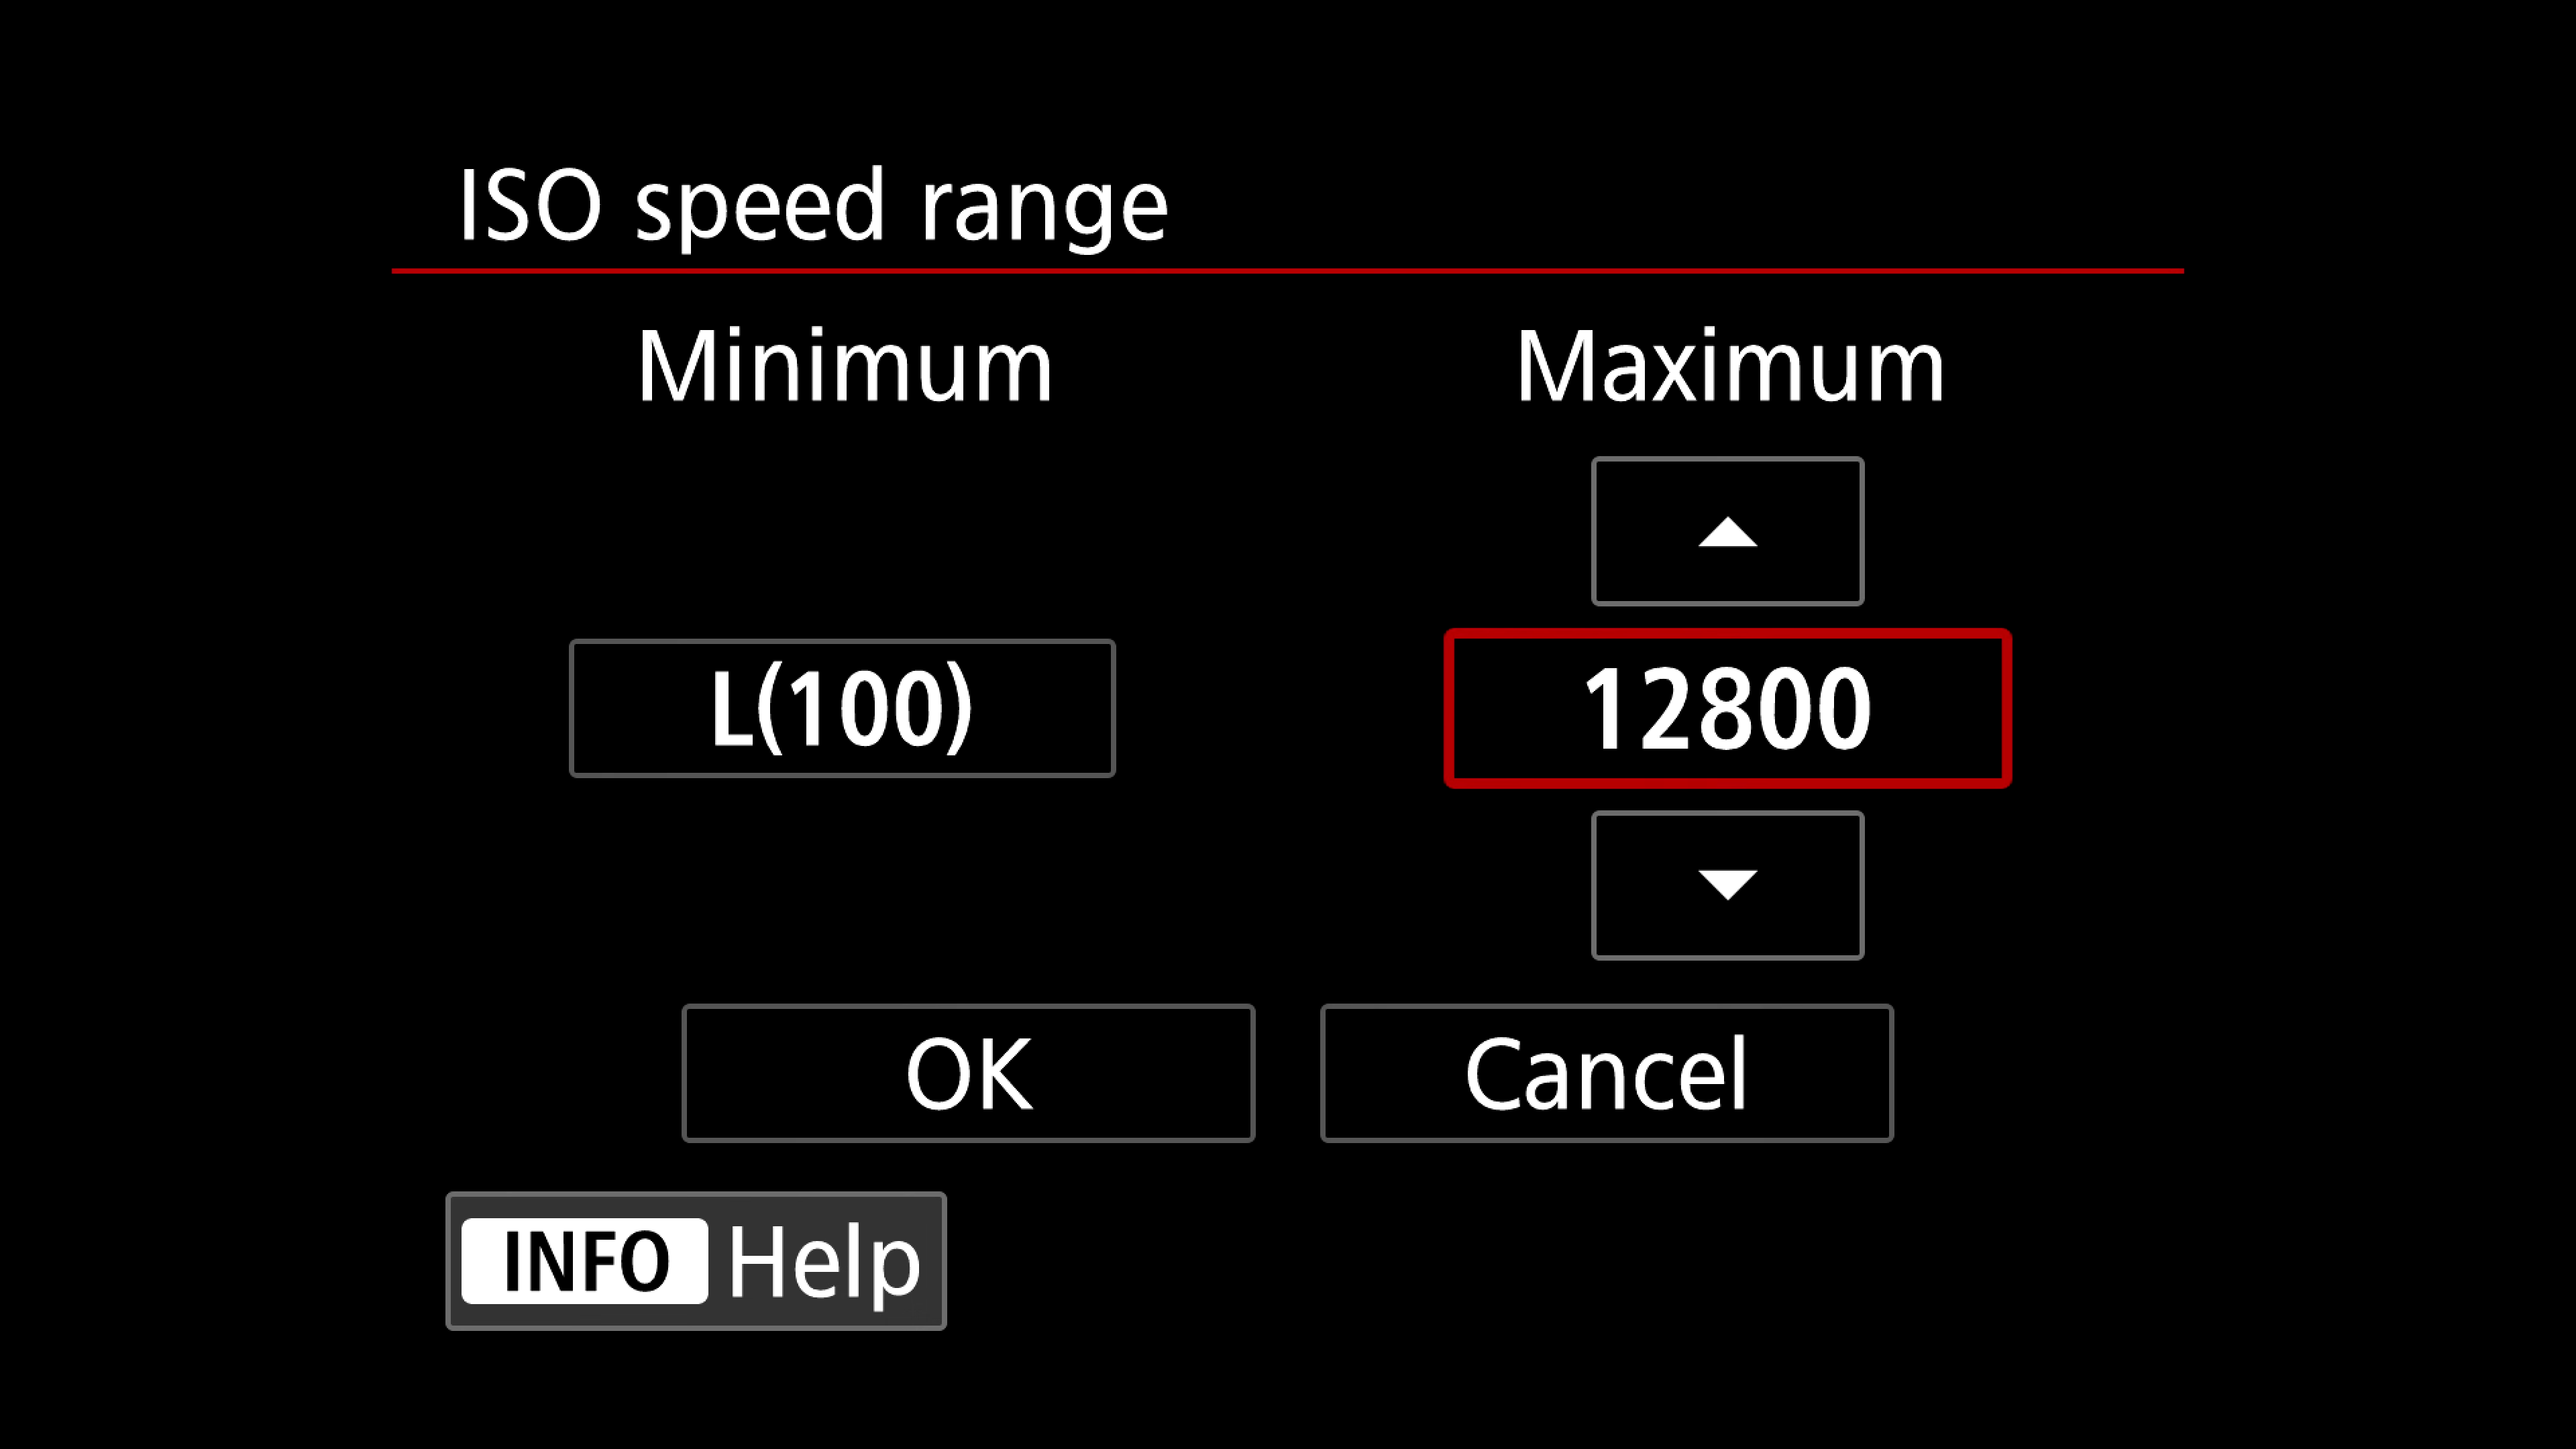 ISO speed range
Minimum Maximum
L(100) 12800
OK Cancel
INFO Help